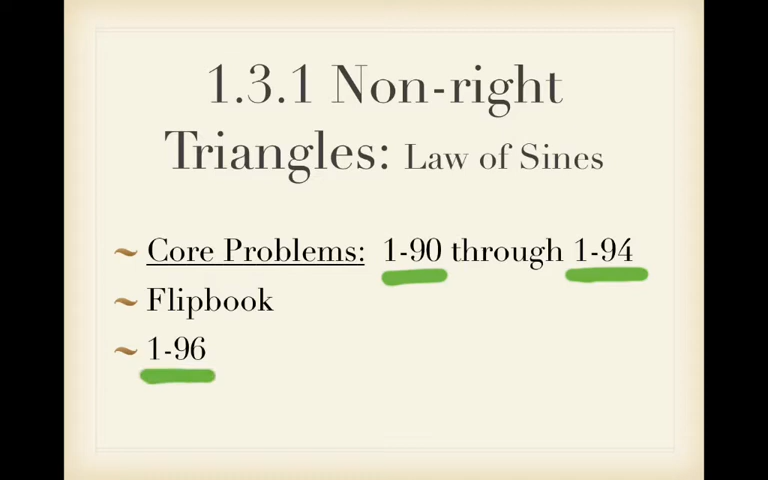 1.3.1 Non-right
Triangles: Law of Sines
Core Problems: 1-90 through 1-94
Flipbook
1-96